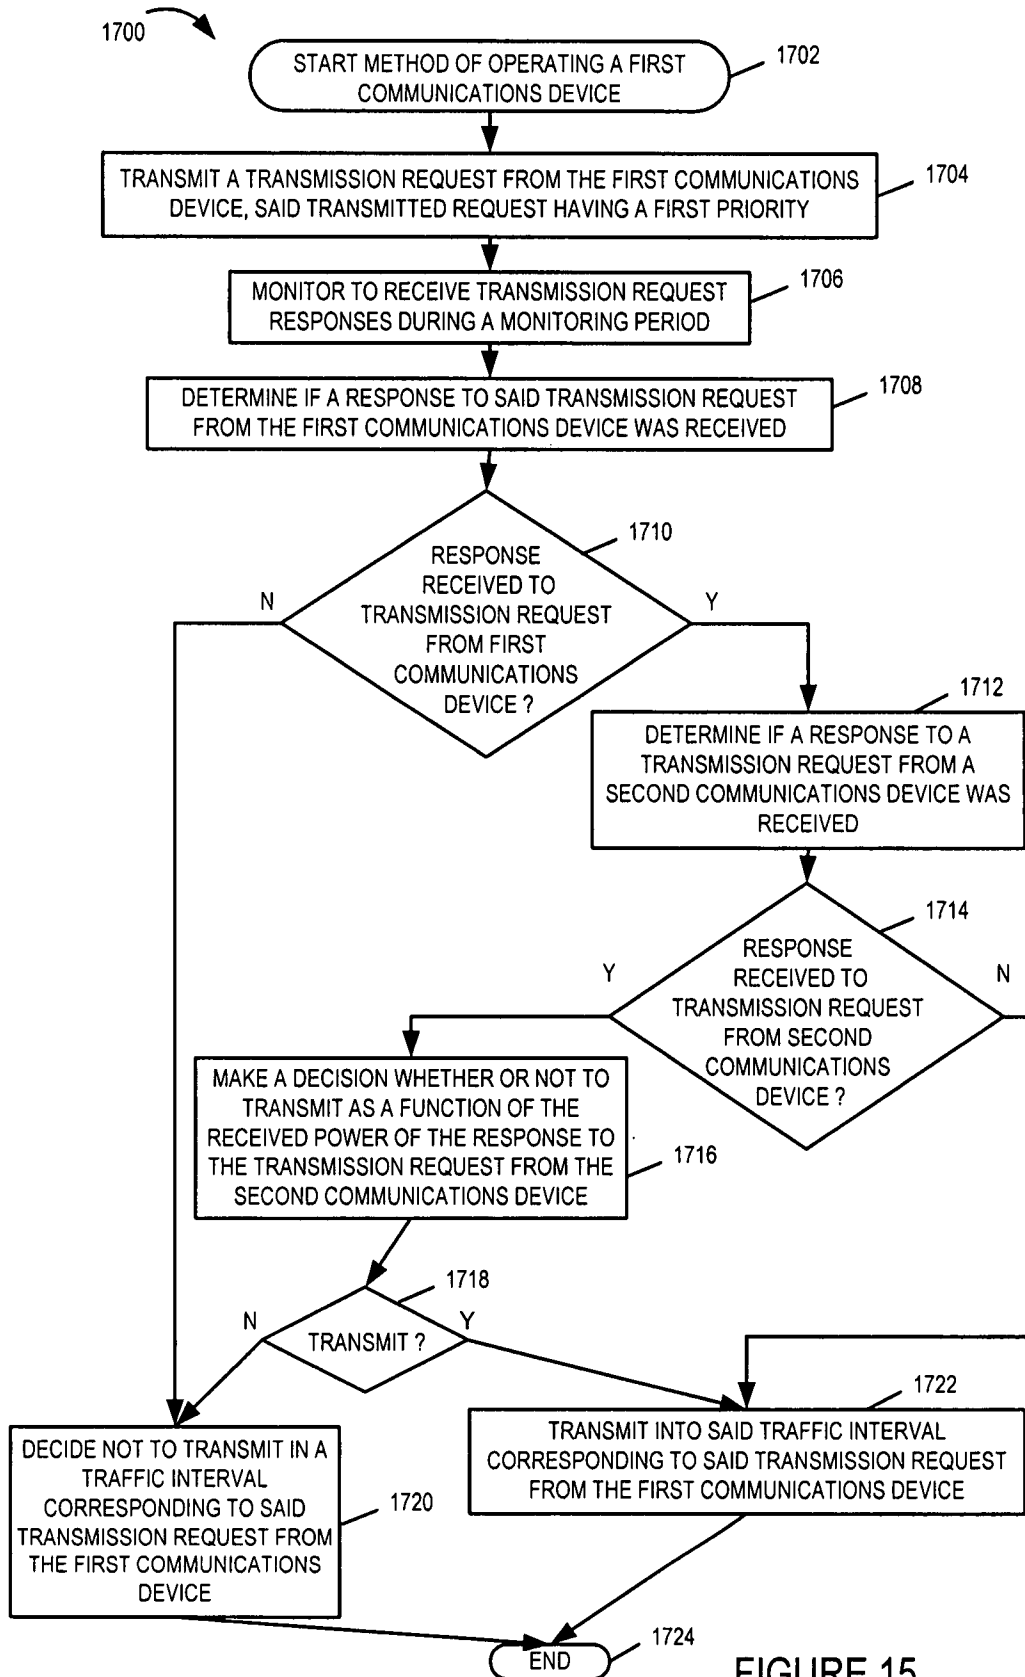 1700
START METHOD OF OPERATING A FIRST
COMMUNICATIONS DEVICE
1702
TRANSMIT A TRANSMISSION REQUEST FROM THE FIRST COMMUNICATIONS
DEVICE, SAID TRANSMITTED REQUEST HAVING A FIRST PRIORITY
1704
MONITOR TO RECEIVE TRANSMISSION REQUEST
RESPONSES DURING A MONITORING PERIOD
1706
DETERMINE IF A RESPONSE TO SAID TRANSMISSION REQUEST
FROM THE FIRST COMMUNICATIONS DEVICE WAS RECEIVED
1708
RESPONSE
RECEIVED TO
TRANSMISSION REQUEST
FROM FIRST
COMMUNICATIONS
DEVICE ?
1710
N
Y
1712
DETERMINE IF A RESPONSE TO A
TRANSMISSION REQUEST FROM A
SECOND COMMUNICATIONS DEVICE WAS
RECEIVED
1714
RESPONSE
RECEIVED TO
TRANSMISSION REQUEST
FROM SECOND
COMMUNICATIONS
DEVICE ?
Y
N
MAKE A DECISION WHETHER OR NOT TO
TRANSMIT AS A FUNCTION OF THE
RECEIVED POWER OF THE RESPONSE TO
THE TRANSMISSION REQUEST FROM THE
SECOND COMMUNICATIONS DEVICE
1716
1718
N
Y
TRANSMIT ?
1722
TRANSMIT INTO SAID TRAFFIC INTERVAL
CORRESPONDING TO SAID TRANSMISSION REQUEST
FROM THE FIRST COMMUNICATIONS DEVICE
DECIDE NOT TO TRANSMIT IN A
TRAFFIC INTERVAL
CORRESPONDING TO SAID
TRANSMISSION REQUEST FROM
THE FIRST COMMUNICATIONS
DEVICE
1720
END
1724
FIGURE 15